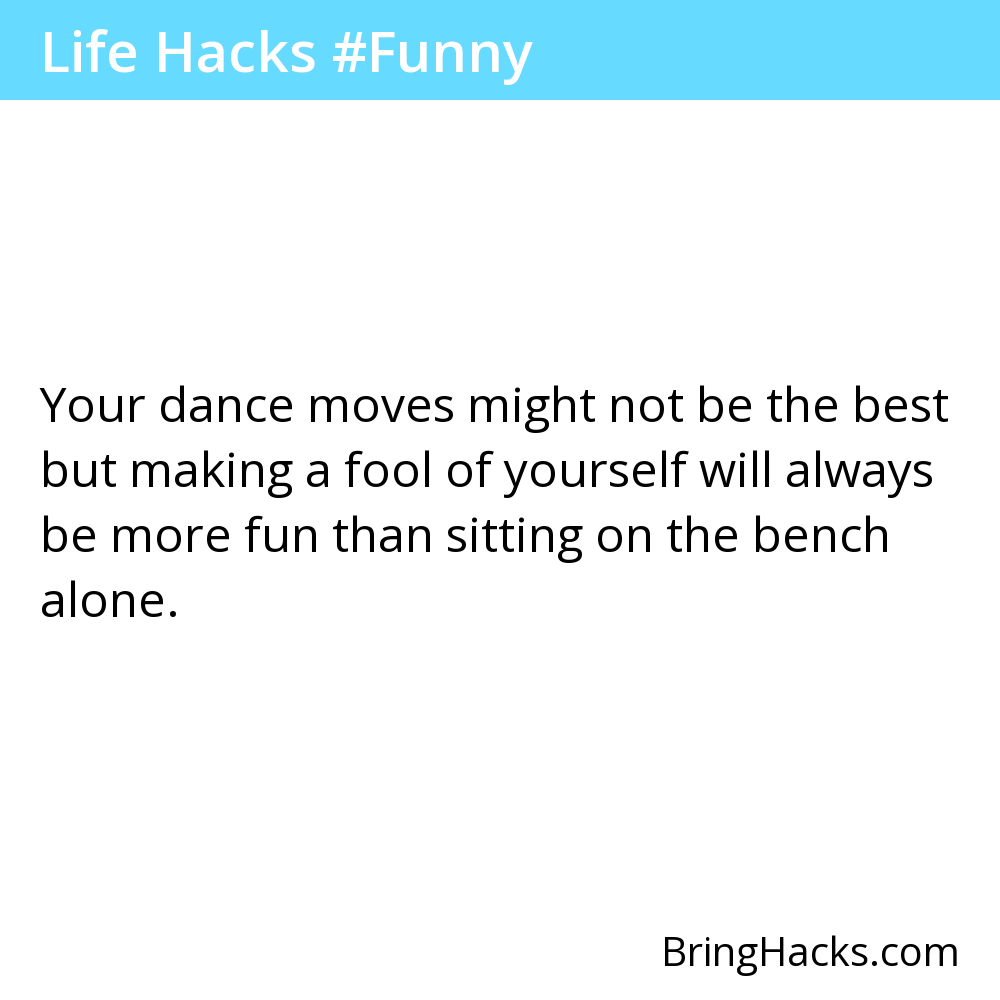 Life Hacks #Funny
Your dance moves might not be the best
but making a fool of yourself will always
be more fun than sitting on the bench
alone.
BringHacks.com